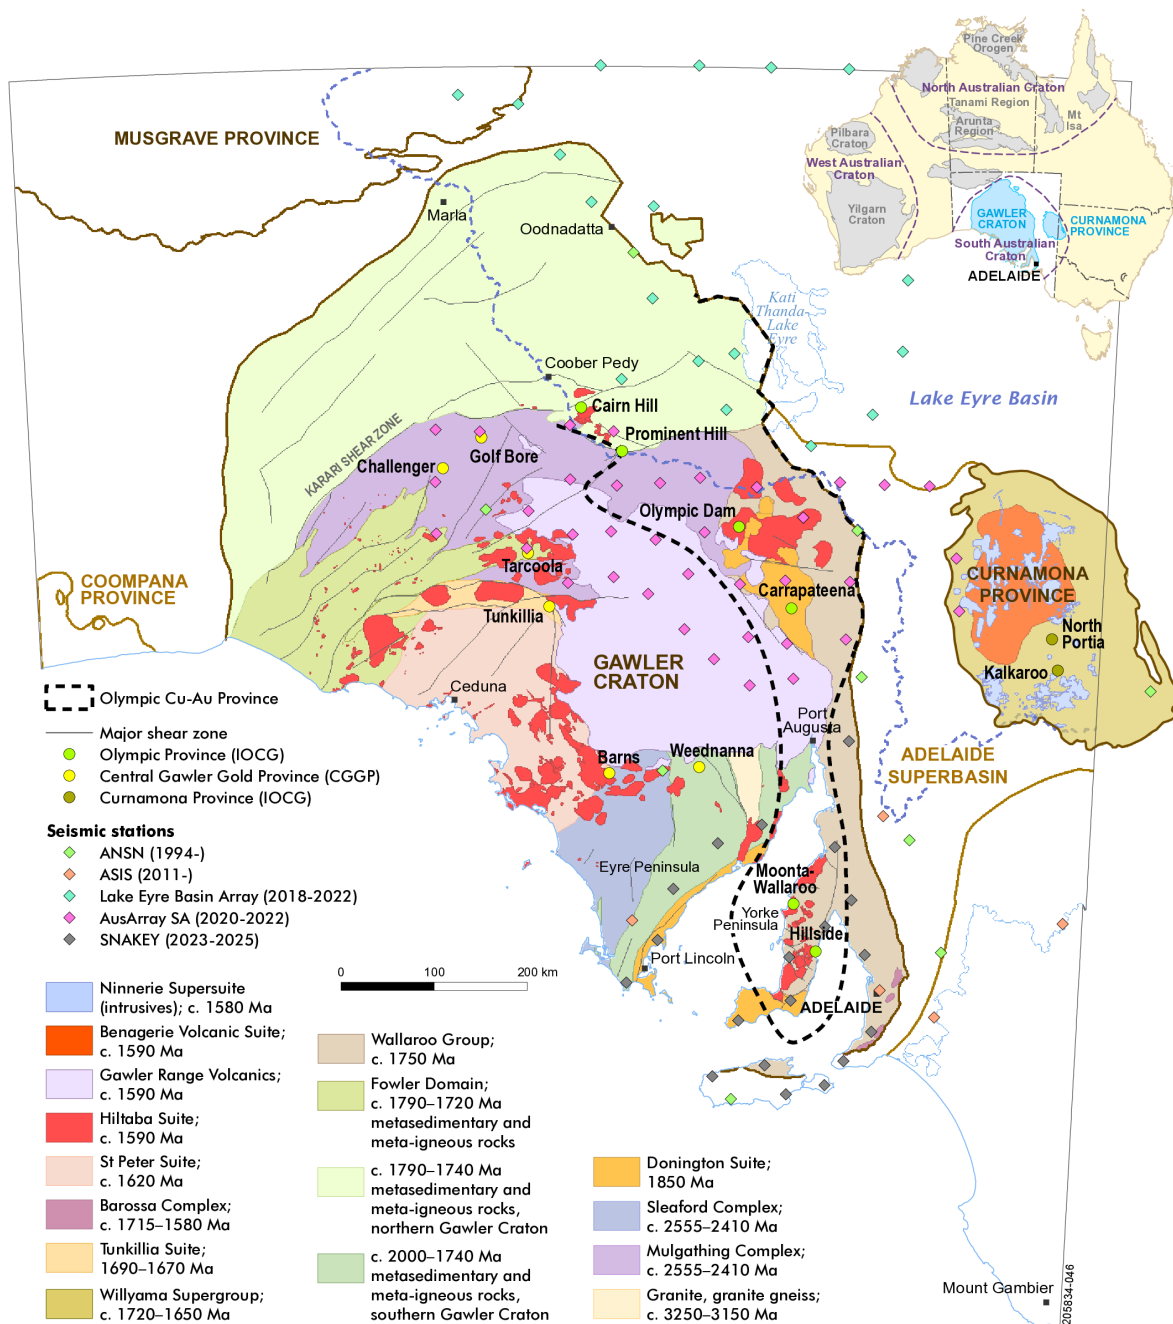 Pine Creek
Orogen
North Australian Craton
Tanami Region
Arunta
Region
Mt
Isa
Pilbara
Craton
West Australian
Craton
Yilgarn
Craton
GAWLER
CRATON
CURNAMONA
PROVINCE
South Australian
Craton
ADELAIDE
MUSGRAVE PROVINCE
Marla
Oodnadatta
Kati
Thanda-
Lake
Eyre
Coober Pedy
Lake Eyre Basin
Cairn Hill
Prominent Hill
KARARI SHEAR ZONE
Golf Bore
Challenger
Olympic Dam
COOMPANA
PROVINCE
Tarcoola
Carrapateena
Tunkillia
CURNAMONA
PROVINCE
North
Portia
Kalkaroo
GAWLER
CRATON
Ceduna
Port
Augusta
Barns
Weednanna
ADELAIDE
SUPERBASIN
Eyre Peninsula
Moonta-
Wallaroo
Yorke
Peninsula
Hillside
Port Lincoln
ADELAIDE
Mount Gambier
205834-046
Olympic Cu-Au Province
Major shear zone
Olympic Province (IOCG)
Central Gawler Gold Province (CGGP)
Curnamona Province (IOCG)
Seismic stations
ANSN (1994-)
ASIS (2011-)
Lake Eyre Basin Array (2018-2022)
AusArray SA (2020-2022)
SNAKEY (2023-2025)
0 100 200 km
Ninnerie Supersuite
(intrusives); c. 1580 Ma
Benagerie Volcanic Suite;
c. 1590 Ma
Gawler Range Volcanics;
c. 1590 Ma
Hiltaba Suite;
c. 1590 Ma
St Peter Suite;
c. 1620 Ma
Barossa Complex;
c. 1715–1580 Ma
Tunkillia Suite;
1690–1670 Ma
Willyama Supergroup;
c. 1720–1650 Ma
Wallaroo Group;
c. 1750 Ma
Fowler Domain;
c. 1790–1720 Ma
metasedimentary and
meta-igneous rocks
c. 1790–1740 Ma
metasedimentary and
meta-igneous rocks,
northern Gawler Craton
c. 2000–1740 Ma
metasedimentary and
meta-igneous rocks,
southern Gawler Craton
Donington Suite;
1850 Ma
Sleaford Complex;
c. 2555–2410 Ma
Mulgathing Complex;
c. 2555–2410 Ma
Granite, granite gneiss;
c. 3250–3150 Ma